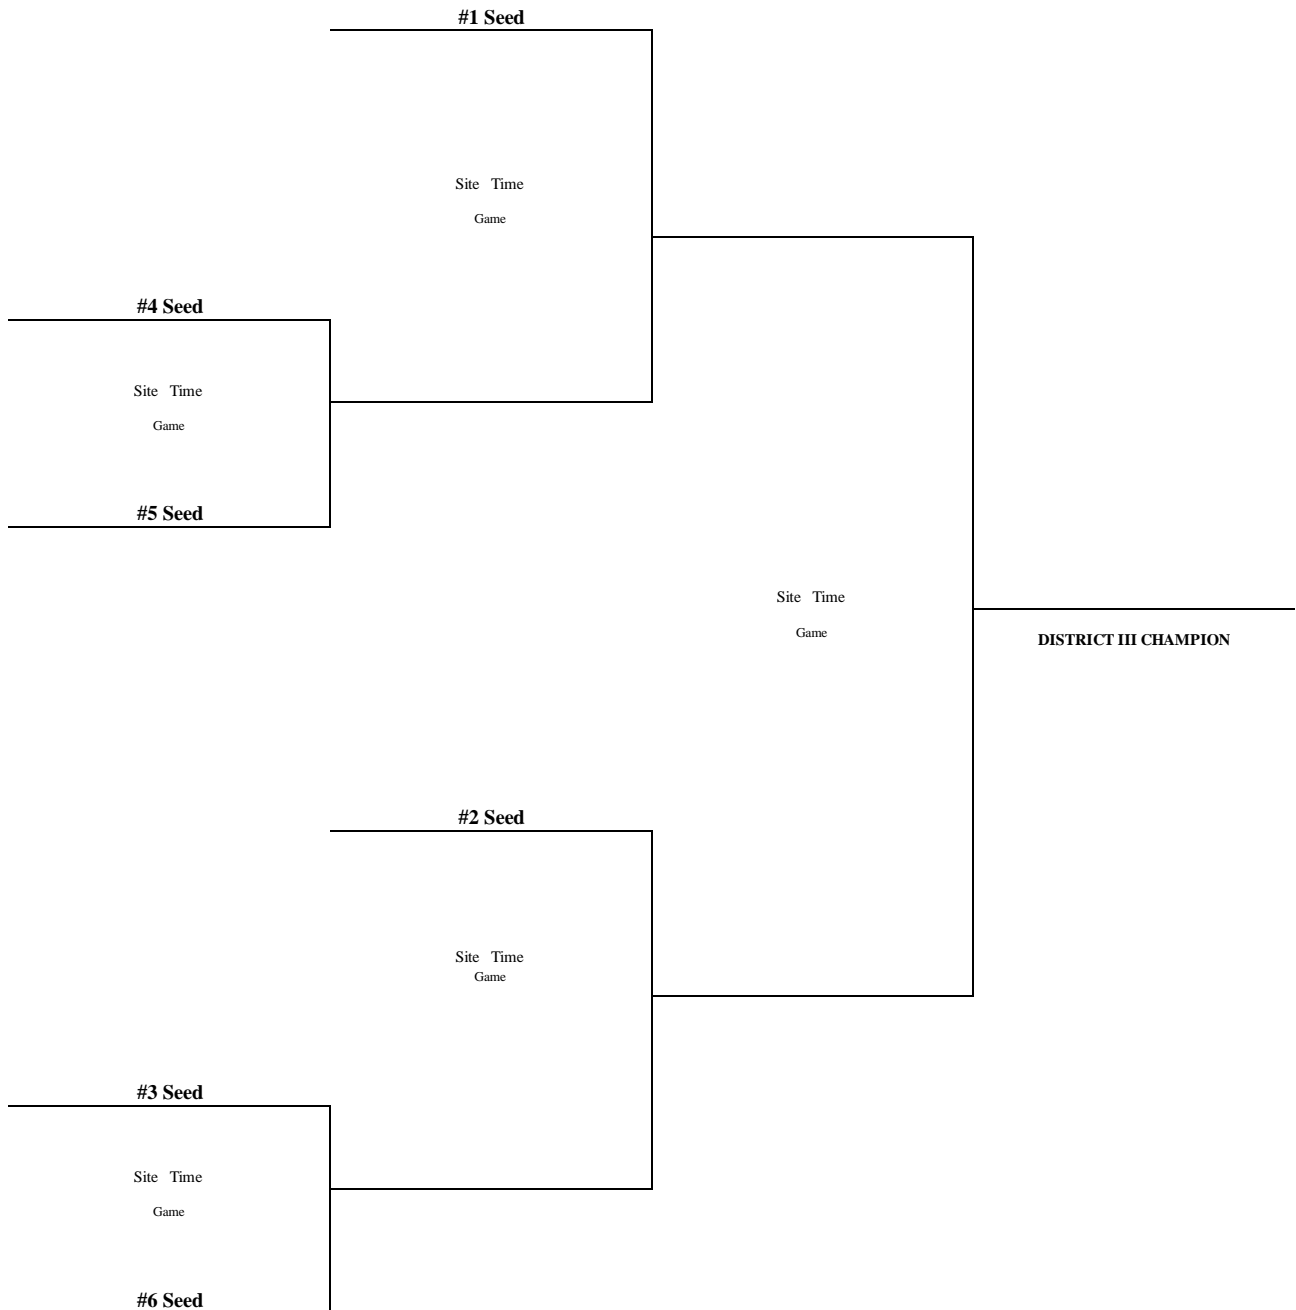 #1 Seed
Site Time
Game
#4 Seed
Site Time
Game
#5 Seed
Site Time
Game
DISTRICT III CHAMPION
#2 Seed
Site Time
Game
#3 Seed
Site Time
Game
#6 Seed